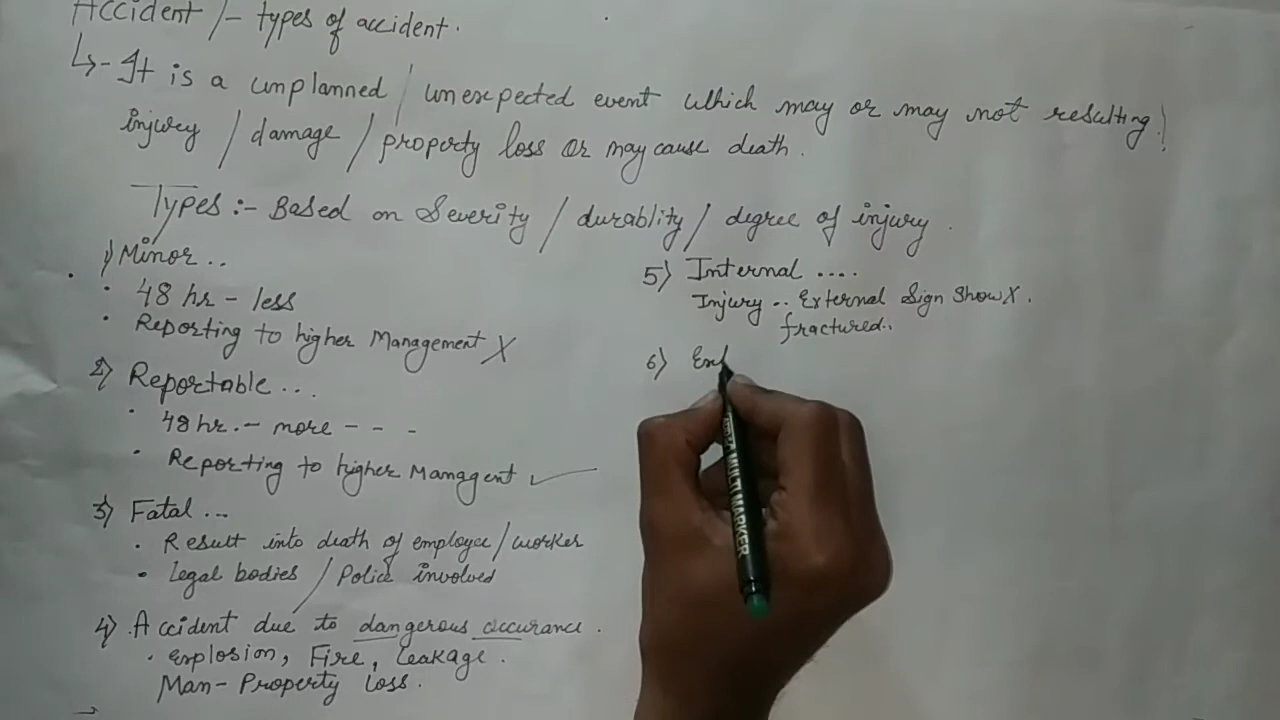 Accident /- types of accident.
↳- It is a unplanned / unexpected event which may or may not resulting!
injury / damage / property loss or may cause death.
Types :- Based on Severity / durablity / degree of injury.
1) Minor..
• 48 hr - less
• Reporting to higher Management X
2) Reportable ...
• 48 hr. - more - - -
• Reporting to higher Managent ✓
3) Fatal ...
• Result into death of employee / worker
• Legal bodies / Police involved
4) Accident due to dangerous occurance.
• Explosion, Fire, Leakage.
Man- Property Loss.
5) Internal ....
Injury .. External Sign Show X.
fractured..
6) Ext
MULTI MARKER